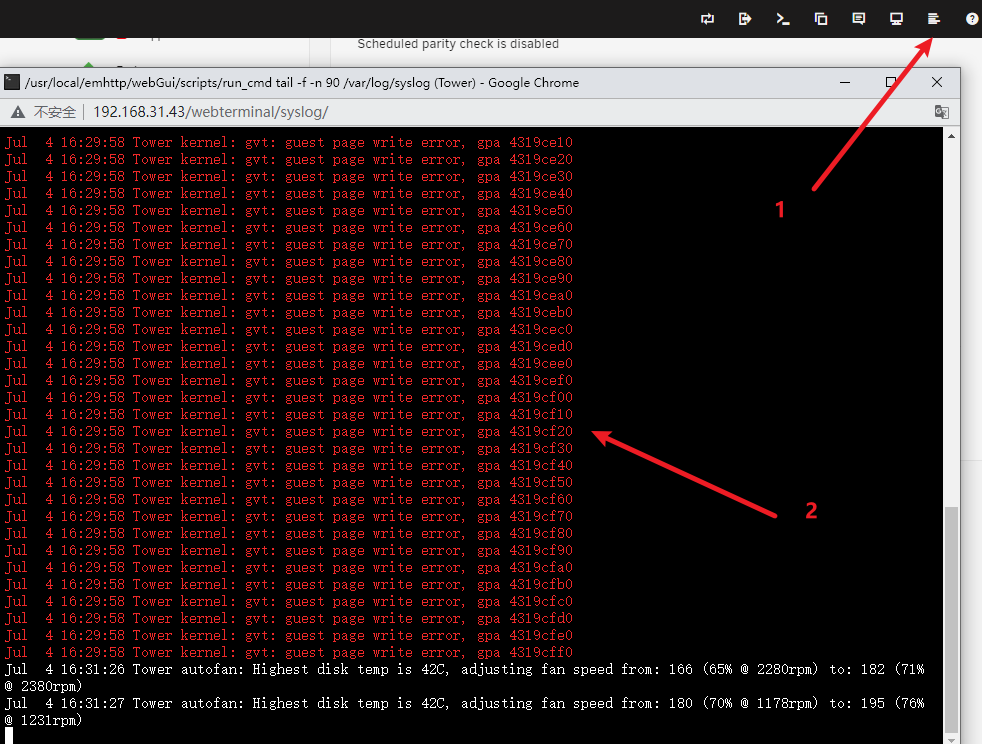 Scheduled parity check is disabled
/usr/local/emhttp/webGui/scripts/run_cmd tail -f -n 90 /var/log/syslog (Tower) - Google Chrome
不安全 | 192.168.31.43/webterminal/syslog/
Jul  4 16:29:58 Tower kernel: gvt: guest page write error, gpa 4319ce10
Jul  4 16:29:58 Tower kernel: gvt: guest page write error, gpa 4319ce20
Jul  4 16:29:58 Tower kernel: gvt: guest page write error, gpa 4319ce30
Jul  4 16:29:58 Tower kernel: gvt: guest page write error, gpa 4319ce40
Jul  4 16:29:58 Tower kernel: gvt: guest page write error, gpa 4319ce50
Jul  4 16:29:58 Tower kernel: gvt: guest page write error, gpa 4319ce60
Jul  4 16:29:58 Tower kernel: gvt: guest page write error, gpa 4319ce70
Jul  4 16:29:58 Tower kernel: gvt: guest page write error, gpa 4319ce80
Jul  4 16:29:58 Tower kernel: gvt: guest page write error, gpa 4319ce90
Jul  4 16:29:58 Tower kernel: gvt: guest page write error, gpa 4319cea0
Jul  4 16:29:58 Tower kernel: gvt: guest page write error, gpa 4319ceb0
Jul  4 16:29:58 Tower kernel: gvt: guest page write error, gpa 4319cec0
Jul  4 16:29:58 Tower kernel: gvt: guest page write error, gpa 4319ced0
Jul  4 16:29:58 Tower kernel: gvt: guest page write error, gpa 4319cee0
Jul  4 16:29:58 Tower kernel: gvt: guest page write error, gpa 4319cef0
Jul  4 16:29:58 Tower kernel: gvt: guest page write error, gpa 4319cf00
Jul  4 16:29:58 Tower kernel: gvt: guest page write error, gpa 4319cf10
Jul  4 16:29:58 Tower kernel: gvt: guest page write error, gpa 4319cf20
Jul  4 16:29:58 Tower kernel: gvt: guest page write error, gpa 4319cf30
Jul  4 16:29:58 Tower kernel: gvt: guest page write error, gpa 4319cf40
Jul  4 16:29:58 Tower kernel: gvt: guest page write error, gpa 4319cf50
Jul  4 16:29:58 Tower kernel: gvt: guest page write error, gpa 4319cf60
Jul  4 16:29:58 Tower kernel: gvt: guest page write error, gpa 4319cf70
Jul  4 16:29:58 Tower kernel: gvt: guest page write error, gpa 4319cf80
Jul  4 16:29:58 Tower kernel: gvt: guest page write error, gpa 4319cf90
Jul  4 16:29:58 Tower kernel: gvt: guest page write error, gpa 4319cfa0
Jul  4 16:29:58 Tower kernel: gvt: guest page write error, gpa 4319cfb0
Jul  4 16:29:58 Tower kernel: gvt: guest page write error, gpa 4319cfc0
Jul  4 16:29:58 Tower kernel: gvt: guest page write error, gpa 4319cfd0
Jul  4 16:29:58 Tower kernel: gvt: guest page write error, gpa 4319cfe0
Jul  4 16:29:58 Tower kernel: gvt: guest page write error, gpa 4319cff0
Jul  4 16:31:26 Tower autofan: Highest disk temp is 42C, adjusting fan speed from: 166 (65% @ 2280rpm) to: 182 (71%
@ 2380rpm)
Jul  4 16:31:27 Tower autofan: Highest disk temp is 42C, adjusting fan speed from: 180 (70% @ 1178rpm) to: 195 (76%
@ 1231rpm)
1
2